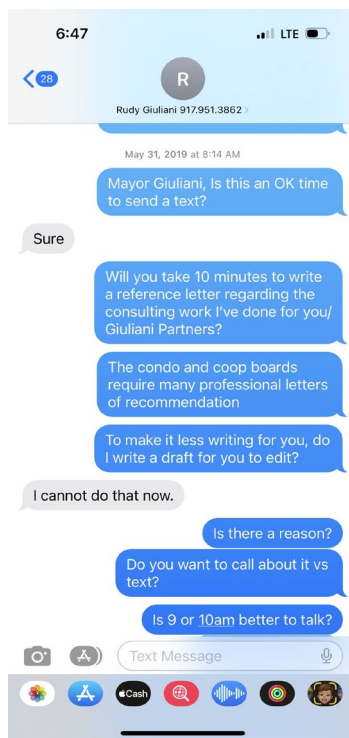 6:47
LTE
28
R
Rudy Giuliani 917.951.3862 >
May 31, 2019 at 8:14 AM
Mayor Giuliani, Is this an OK time
to send a text?
Sure
Will you take 10 minutes to write
a reference letter regarding the
consulting work I've done for you/
Giuliani Partners?
The condo and coop boards
require many professional letters
of recommendation
To make it less writing for you, do
I write a draft for you to edit?
I cannot do that now.
Is there a reason?
Do you want to call about it vs
text?
Is 9 or 10am better to talk?
Text Message
Cash